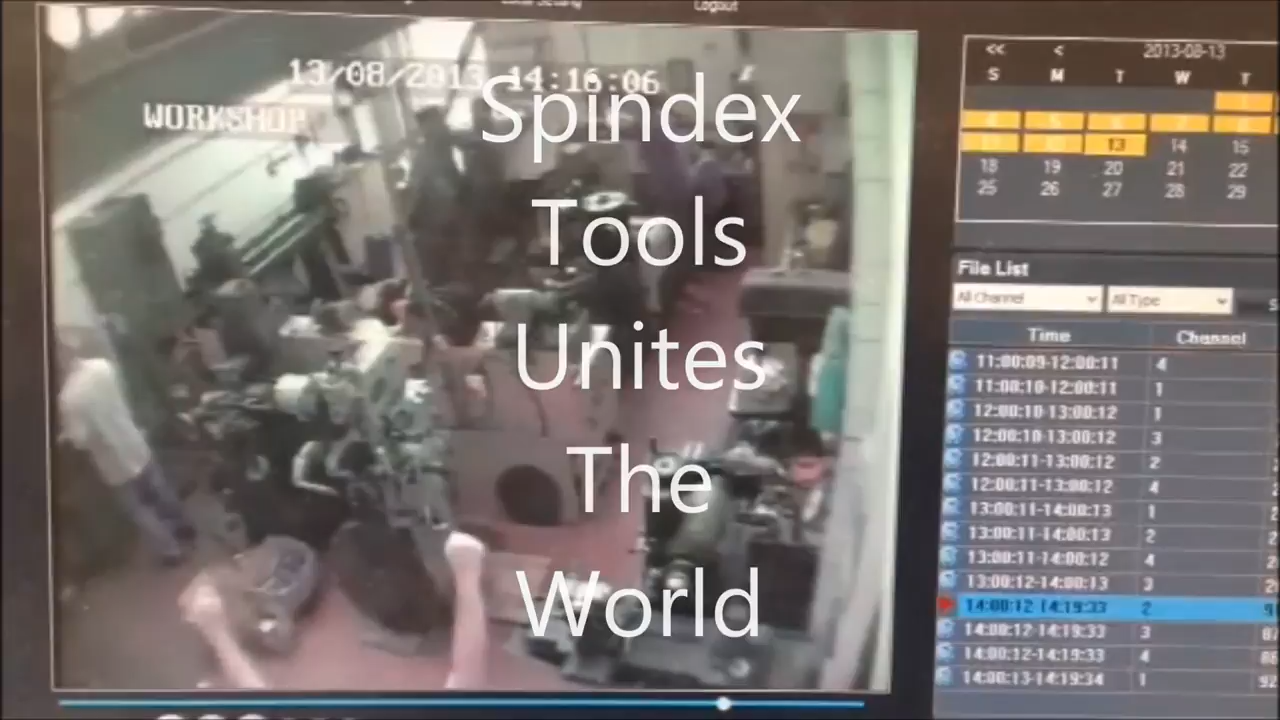 Logout
13/08/2013 14:16:06
WORKSHOP
Spindex
Tools
Unites
The
World
<< < 2013-08-13
S M T W T
13 14 15
18 19 20 21 22
25 26 27 28 29
File List
All Channel All Type
Time Channel
11:00:09-12:00:11 4
11:00:10-12:00:11 1
12:00:10-13:00:12 1
12:00:10-13:00:12 3
12:00:11-13:00:12 2
12:00:11-13:00:12 4
13:00:11-14:00:13 1
13:00:11-14:00:13 2
13:00:11-14:00:12 4
13:00:12-14:00:13 3
14:00:12-14:19:33 2
14:00:12-14:19:33 3
14:00:12-14:19:33 4
14:00:13-14:19:34 1